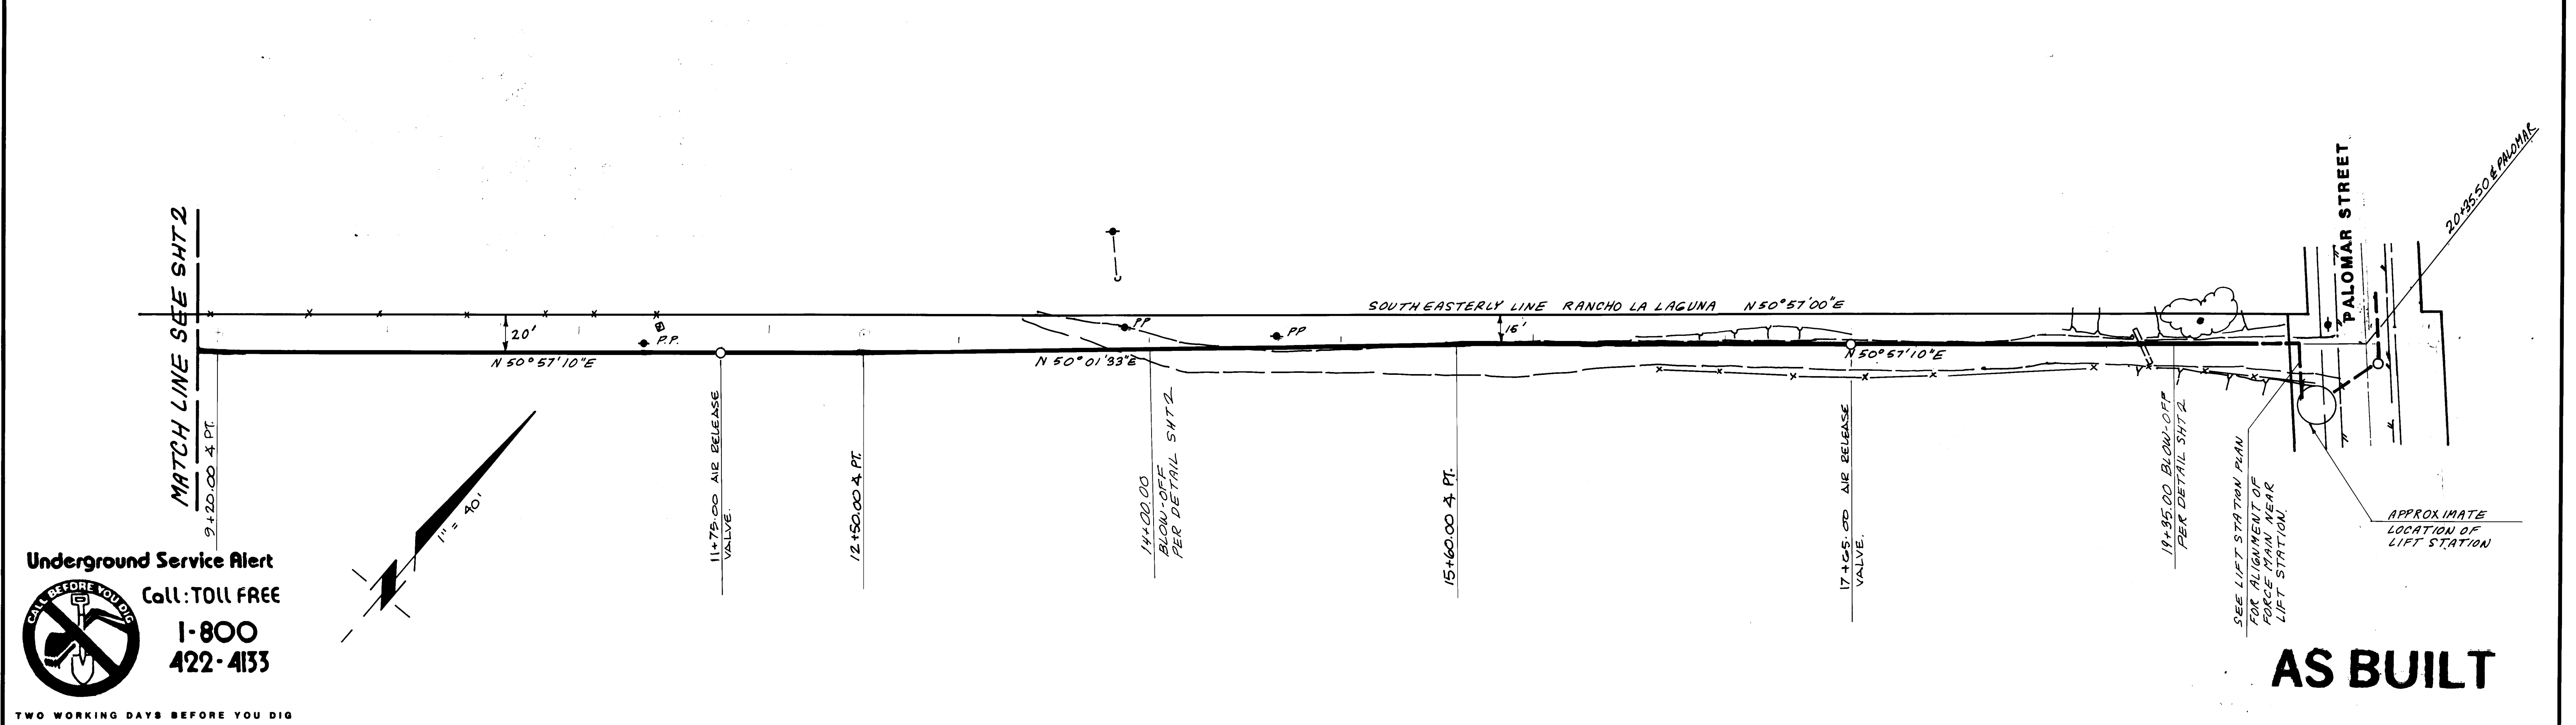 MATCH LINE SEE SHT 2
9+20.00 ∡ PT.
20'
N 50°57'10"E
P.P.
11+75.00 AIR RELEASE
VALVE.
12+50.00 ∡ PT.
N 50°01'33"E
PP
14+00.00
BLOW-OFF
PER DETAIL SHT 2
PP
SOUTHEASTERLY LINE RANCHO LA LAGUNA N50°57'00"E
15'
15+60.00 ∡ PT.
N 50°57'10"E
17+65.00 AIR RELEASE
VALVE.
19+35.00 BLOW-OFF
PER DETAIL SHT 2
SEE LIFT STATION PLAN
FOR ALIGNMENT OF
FORCE MAIN NEAR
LIFT STATION.
PALOMAR STREET
20+35.50 ℄ PALOMAR
APPROXIMATE
LOCATION OF
LIFT STATION
1" = 40'
N
Underground Service Alert
CALL BEFORE YOU DIG
Call: TOLL FREE
1-800
422-4133
TWO WORKING DAYS BEFORE YOU DIG
AS BUILT